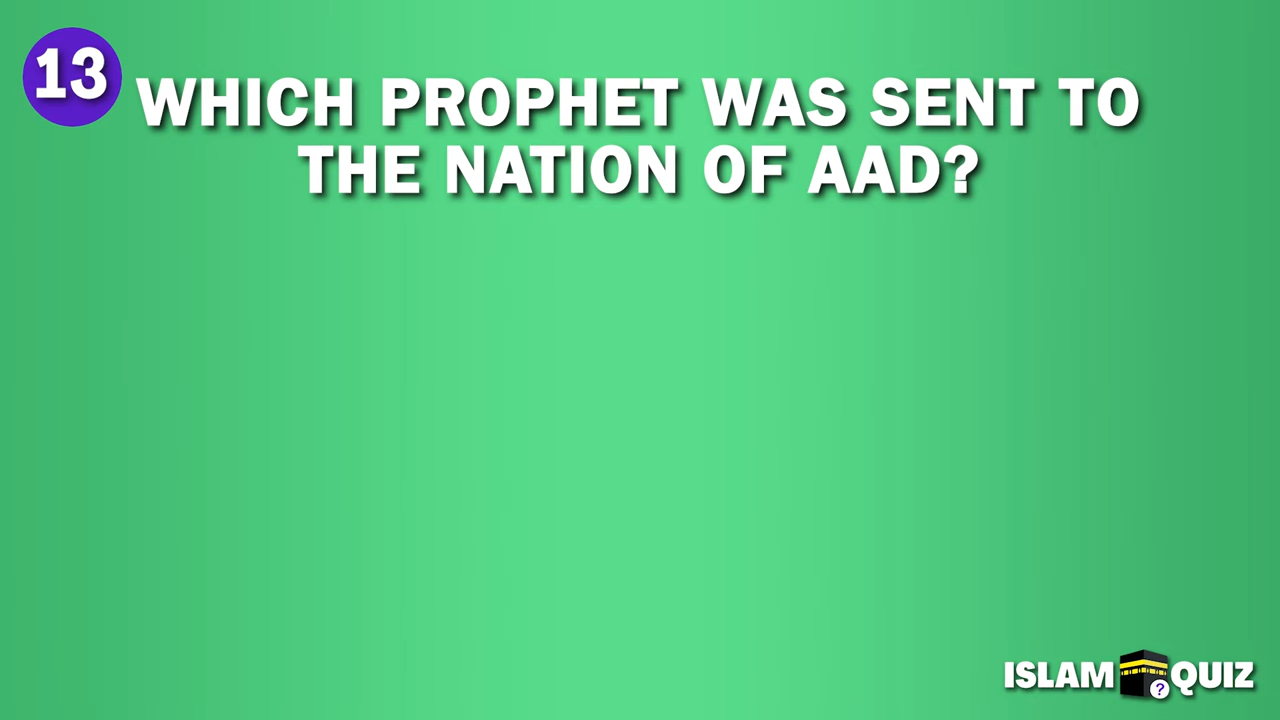 13
WHICH PROPHET WAS SENT TO
THE NATION OF AAD?
ISLAM ? QUIZ